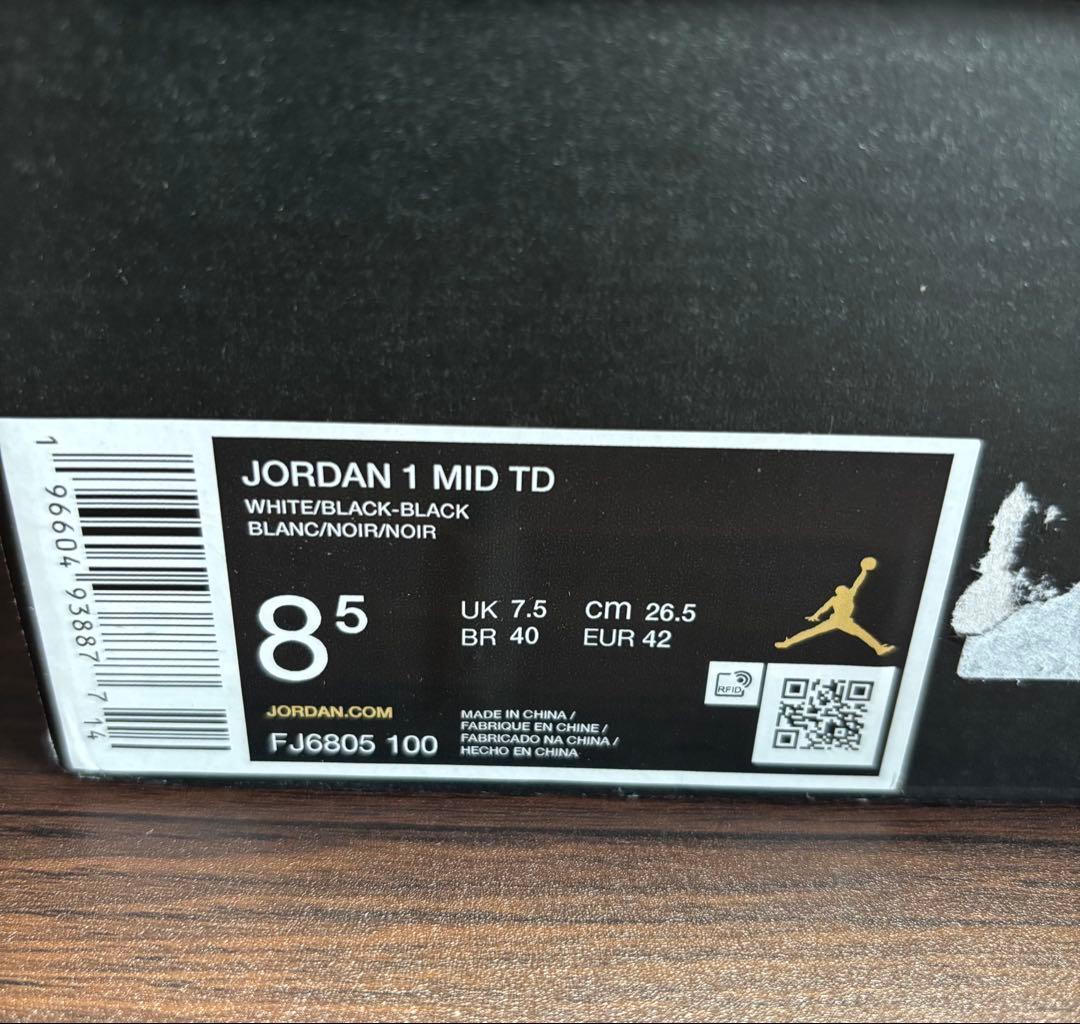 JORDAN 1 MID TD
WHITE/BLACK-BLACK
BLANC/NOIR/NOIR
8 5
UK 7.5 cm 26.5
BR 40 EUR 42
JORDAN.COM
FJ6805 100
MADE IN CHINA /
FABRIQUE EN CHINE /
FABRICADO NA CHINA /
HECHO EN CHINA
RFID
1 96604 93887 7 14